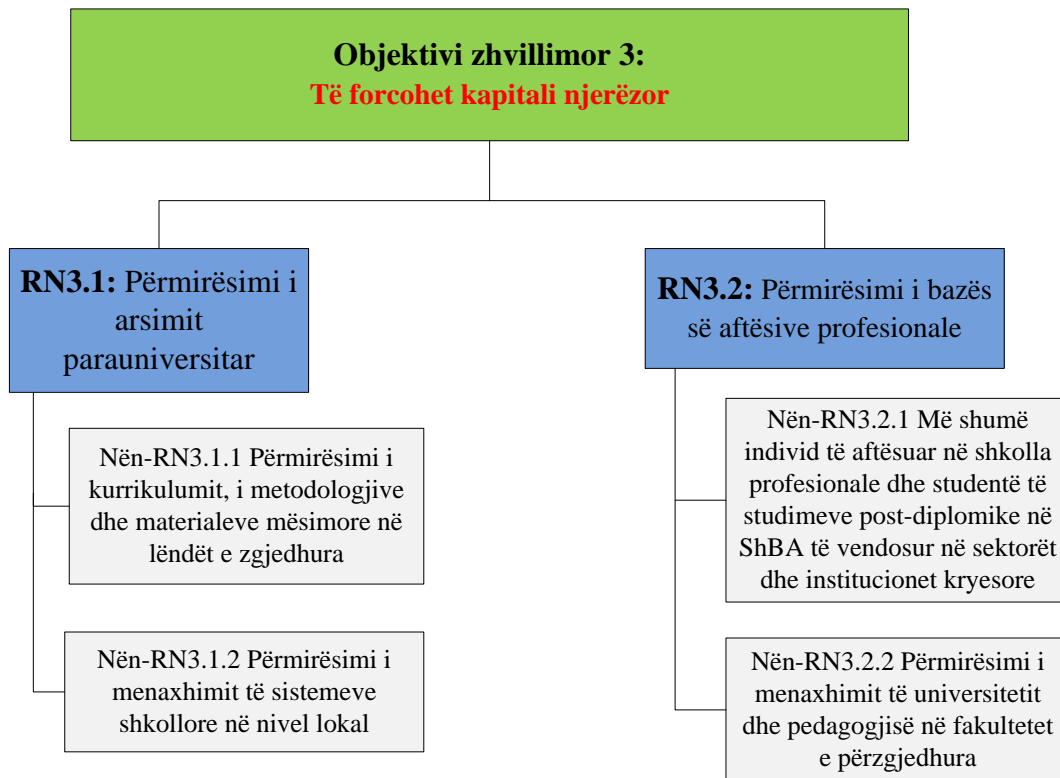 Objektivi zhvillimor 3:
Të forcohet kapitali njerëzor
RN3.1: Përmirësimi i
arsimit
parauniversitar
Nën-RN3.1.1 Përmirësimi i
kurrikulumit, i metodologjive
dhe materialeve mësimore në
lëndët e zgjedhura
Nën-RN3.1.2 Përmirësimi i
menaxhimit të sistemeve
shkollore në nivel lokal
RN3.2: Përmirësimi i bazës
së aftësive profesionale
Nën-RN3.2.1 Më shumë
individ të aftësuar në shkolla
profesionale dhe studentë të
studimeve post-diplomike në
ShBA të vendosur në sektorët
dhe institucionet kryesore
Nën-RN3.2.2 Përmirësimi i
menaxhimit të universitetit
dhe pedagogjisë në fakultetet
e përzgjedhura